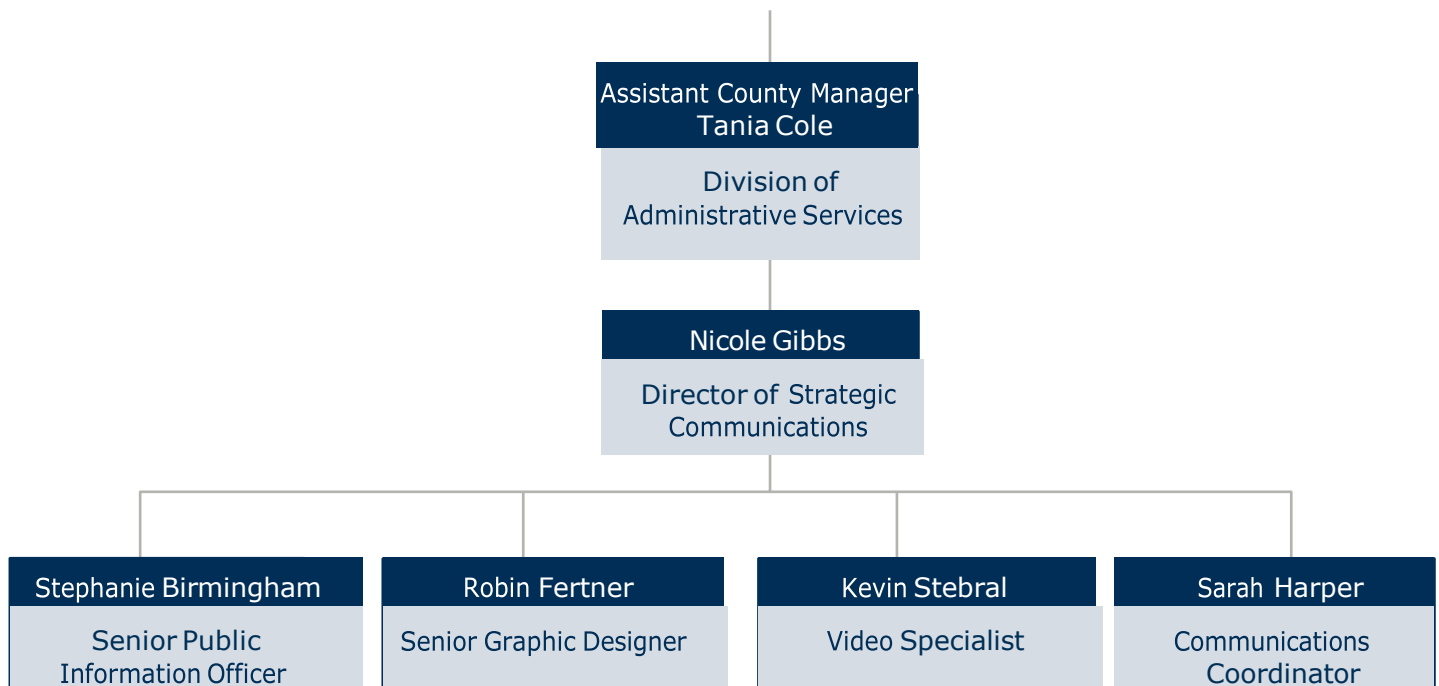 Assistant County Manager
Tania Cole
Division of
Administrative Services
Nicole Gibbs
Director of Strategic
Communications
Stephanie Birmingham
Senior Public
Information Officer
Robin Fertner
Senior Graphic Designer
Kevin Stebral
Video Specialist
Sarah Harper
Communications
Coordinator